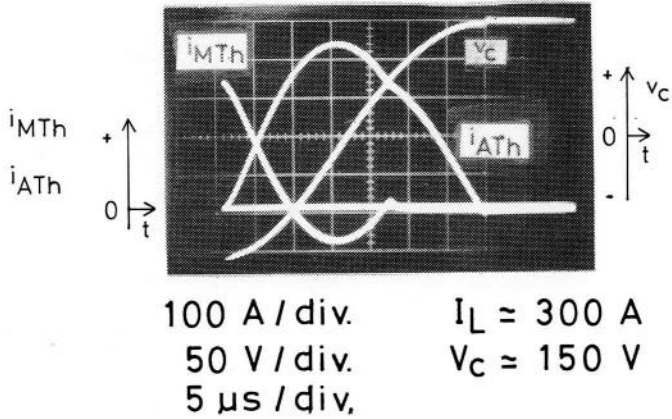 iMTh
vC
+
vC
iMTh
+
0
t
iATh
iATh
0
t
-
100 A/div.
IL ≃ 300 A
50 V/div.
VC ≃ 150 V
5 µs/div,